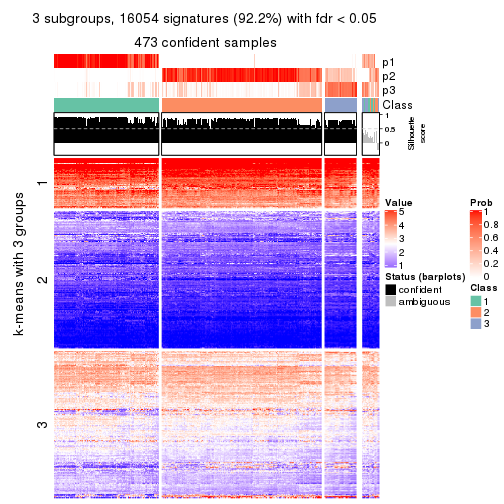 3 subgroups, 16054 signatures (92.2%) with fdr < 0.05
473 confident samples
p1
p2
p3
Class
1
0.5
0
Silhouette
score
k-means with 3 groups
1
2
3
Value
5
4
3
2
1
Status (barplots)
confident
ambiguous
Prob
1
0.8
0.6
0.4
0.2
0
Class
1
2
3